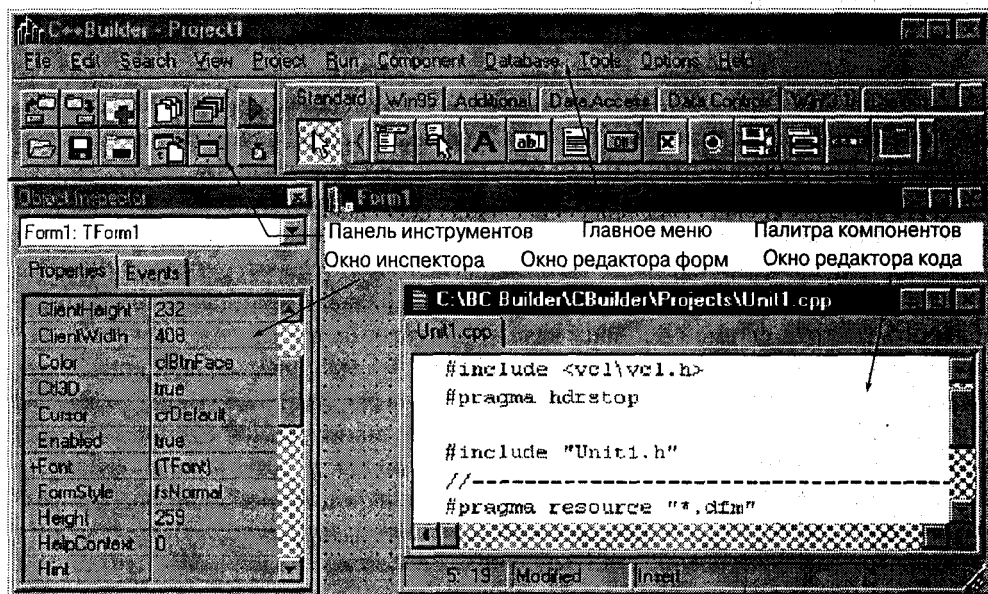 C++Builder - Project1
File Edit Search View Project Run Component Database Tools Options Help
Standard Win95 Additional Data Access Data Controls Win3.1
Object Inspector
Form1: TForm1
Properties Events
ClientHeight 232
ClientWidth 408
Color clBtnFace
Ctl3D true
Cursor crDefault
Enabled true
+Font (TFont)
FormStyle fsNormal
Height 259
HelpContext 0
Hint
Form1
Панель инструментов Главное меню Палитра компонентов
Окно инспектора Окно редактора форм Окно редактора кода
C:\BC Builder\CBuilder\Projects\Unit1.cpp
Unit1.cpp
#include <vcl\vcl.h>
#pragma hdrstop
#include "Unit1.h"
//--------------------------------
#pragma resource "*.dfm"
5: 19 Modified Insert